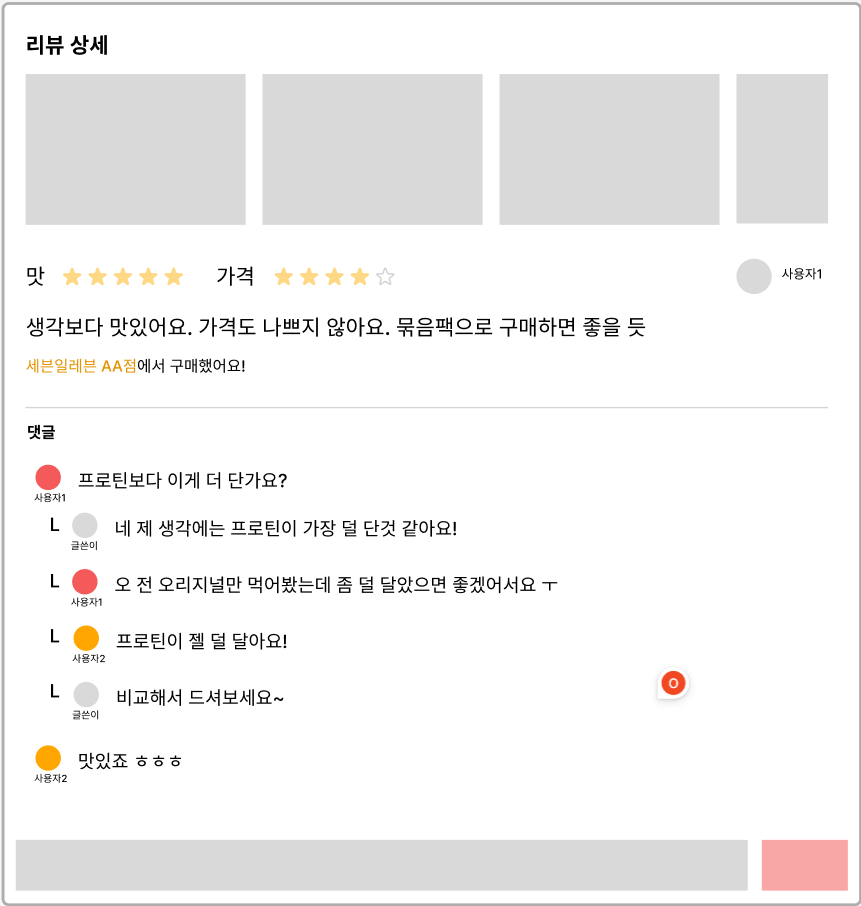 리뷰 상세
맛 가격 사용자1
생각보다 맛있어요. 가격도 나쁘지 않아요. 묶음팩으로 구매하면 좋을 듯
세븐일레븐 AA점에서 구매했어요!
댓글
프로틴보다 이게 더 단가요?
사용자1
L 네 제 생각에는 프로틴이 가장 덜 단것 같아요!
글쓴이
L 오 전 오리지널만 먹어봤는데 좀 덜 달았으면 좋겠어서요 ㅜ
사용자1
L 프로틴이 젤 덜 달아요!
사용자2
L 비교해서 드셔보세요~
글쓴이
O
맛있죠 ㅎㅎㅎ
사용자2